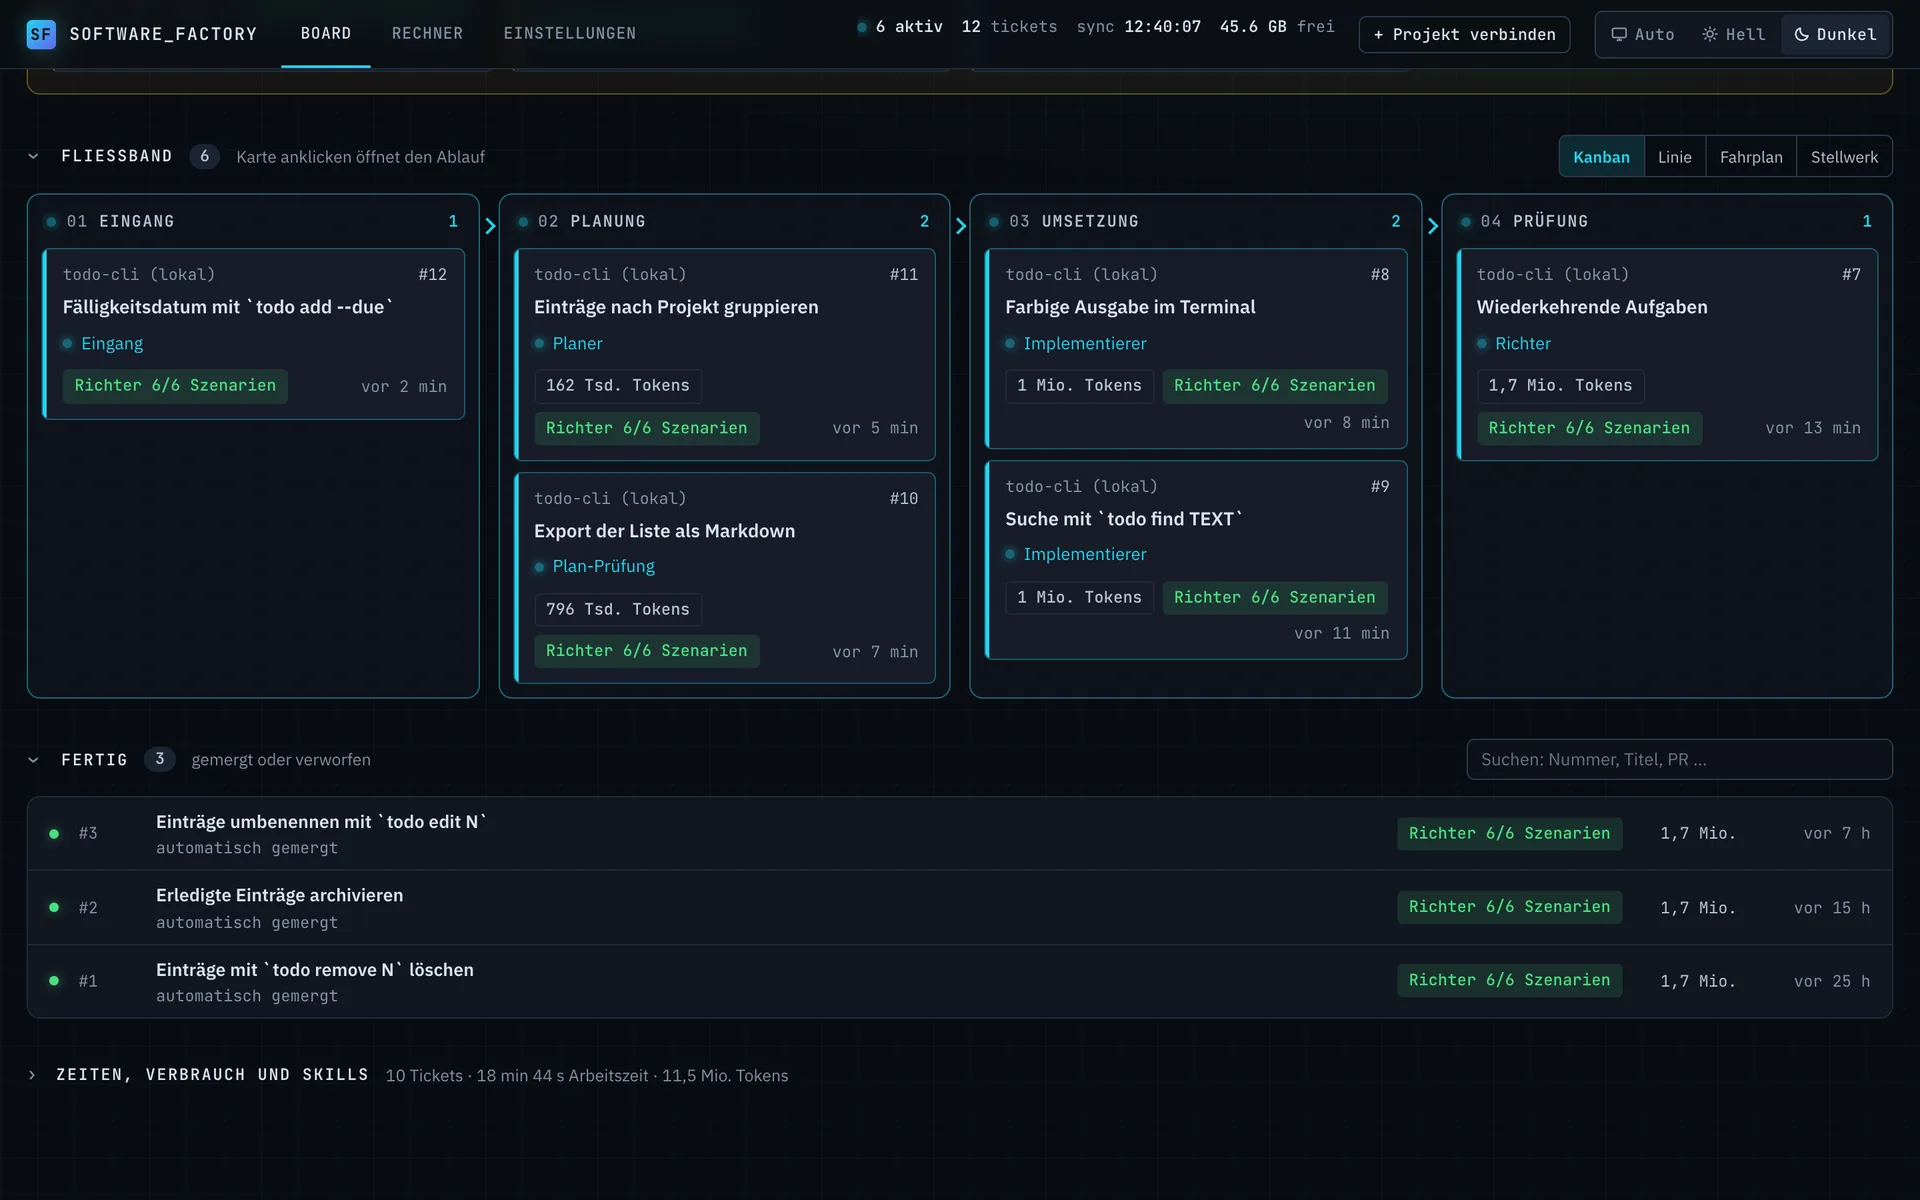 SF SOFTWARE_FACTORY BOARD RECHNER EINSTELLUNGEN 6 aktiv 12 tickets sync 12:40:07 45.6 GB frei + Projekt verbinden Auto Hell Dunkel
FLIESSBAND 6 Karte anklicken öffnet den Ablauf Kanban Linie Fahrplan Stellwerk
01 EINGANG 1
todo-cli (lokal) #12
Fälligkeitsdatum mit `todo add --due`
Eingang
Richter 6/6 Szenarien vor 2 min
02 PLANUNG 2
todo-cli (lokal) #11
Einträge nach Projekt gruppieren
Planer
162 Tsd. Tokens
Richter 6/6 Szenarien vor 5 min
todo-cli (lokal) #10
Export der Liste als Markdown
Plan-Prüfung
796 Tsd. Tokens
Richter 6/6 Szenarien vor 7 min
03 UMSETZUNG 2
todo-cli (lokal) #8
Farbige Ausgabe im Terminal
Implementierer
1 Mio. Tokens Richter 6/6 Szenarien
vor 8 min
todo-cli (lokal) #9
Suche mit `todo find TEXT`
Implementierer
1 Mio. Tokens Richter 6/6 Szenarien
vor 11 min
04 PRÜFUNG 1
todo-cli (lokal) #7
Wiederkehrende Aufgaben
Richter
1,7 Mio. Tokens
Richter 6/6 Szenarien vor 13 min
FERTIG 3 gemergt oder verworfen Suchen: Nummer, Titel, PR ...
#3 Einträge umbenennen mit `todo edit N` Richter 6/6 Szenarien 1,7 Mio. vor 7 h
automatisch gemergt
#2 Erledigte Einträge archivieren Richter 6/6 Szenarien 1,7 Mio. vor 15 h
automatisch gemergt
#1 Einträge mit `todo remove N` löschen Richter 6/6 Szenarien 1,7 Mio. vor 25 h
automatisch gemergt
ZEITEN, VERBRAUCH UND SKILLS 10 Tickets · 18 min 44 s Arbeitszeit · 11,5 Mio. Tokens